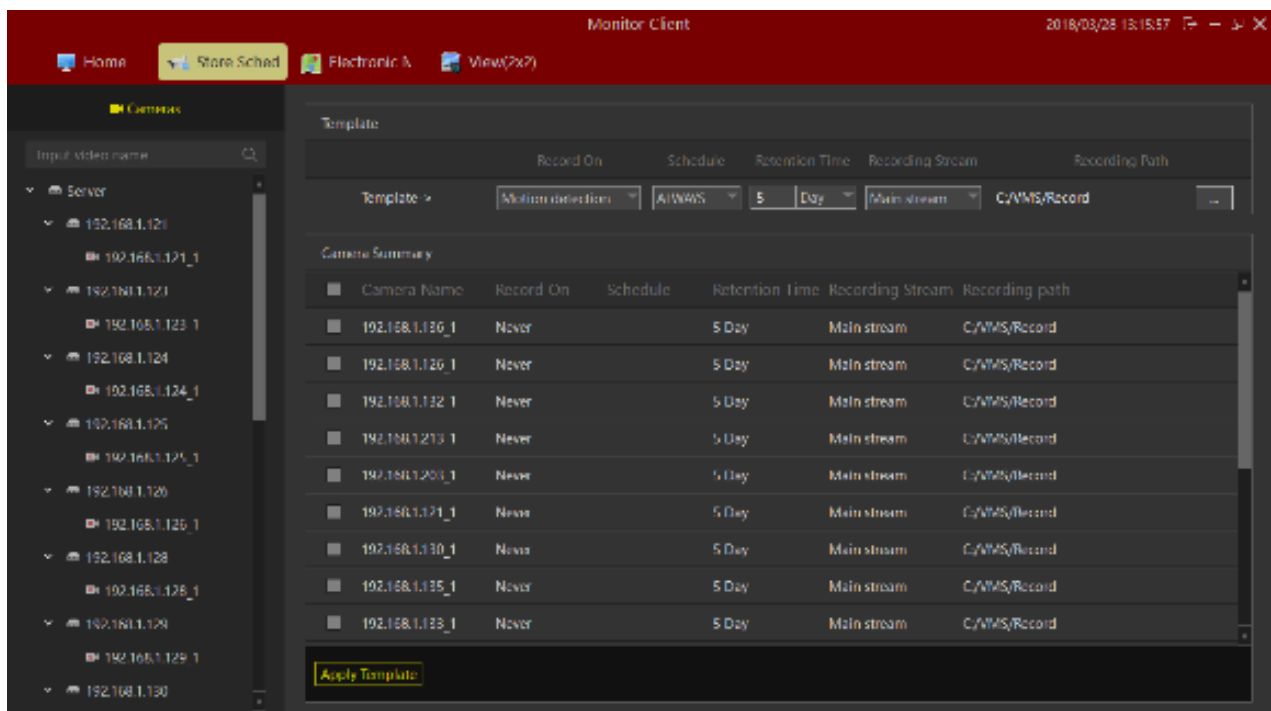 Monitor Client 2018/03/28 13:15:57
Home Store Sched Electronic M View(2x2)
Cameras
Input video name
Server
192.168.1.121
192.168.1.121_1
192.168.1.123
192.168.1.123_1
192.168.1.124
192.168.1.124_1
192.168.1.125
192.168.1.125_1
192.168.1.126
192.168.1.126_1
192.168.1.128
192.168.1.128_1
192.168.1.129
192.168.1.129_1
192.168.1.130
Template
Record On Schedule Retention Time Recording Stream Recording Path
Template-> Motion detection ALWAYS 5 Day Main stream C:/VMS/Record ...
Camera Summary
Camera Name Record On Schedule Retention Time Recording Stream Recording path
192.168.1.136_1 Never 5 Day Main stream C:/VMS/Record
192.168.1.126_1 Never 5 Day Main stream C:/VMS/Record
192.168.1.132_1 Never 5 Day Main stream C:/VMS/Record
192.168.1.213_1 Never 5 Day Main stream C:/VMS/Record
192.168.1.203_1 Never 5 Day Main stream C:/VMS/Record
192.168.1.121_1 Never 5 Day Main stream C:/VMS/Record
192.168.1.130_1 Never 5 Day Main stream C:/VMS/Record
192.168.1.135_1 Never 5 Day Main stream C:/VMS/Record
192.168.1.133_1 Never 5 Day Main stream C:/VMS/Record
Apply Template